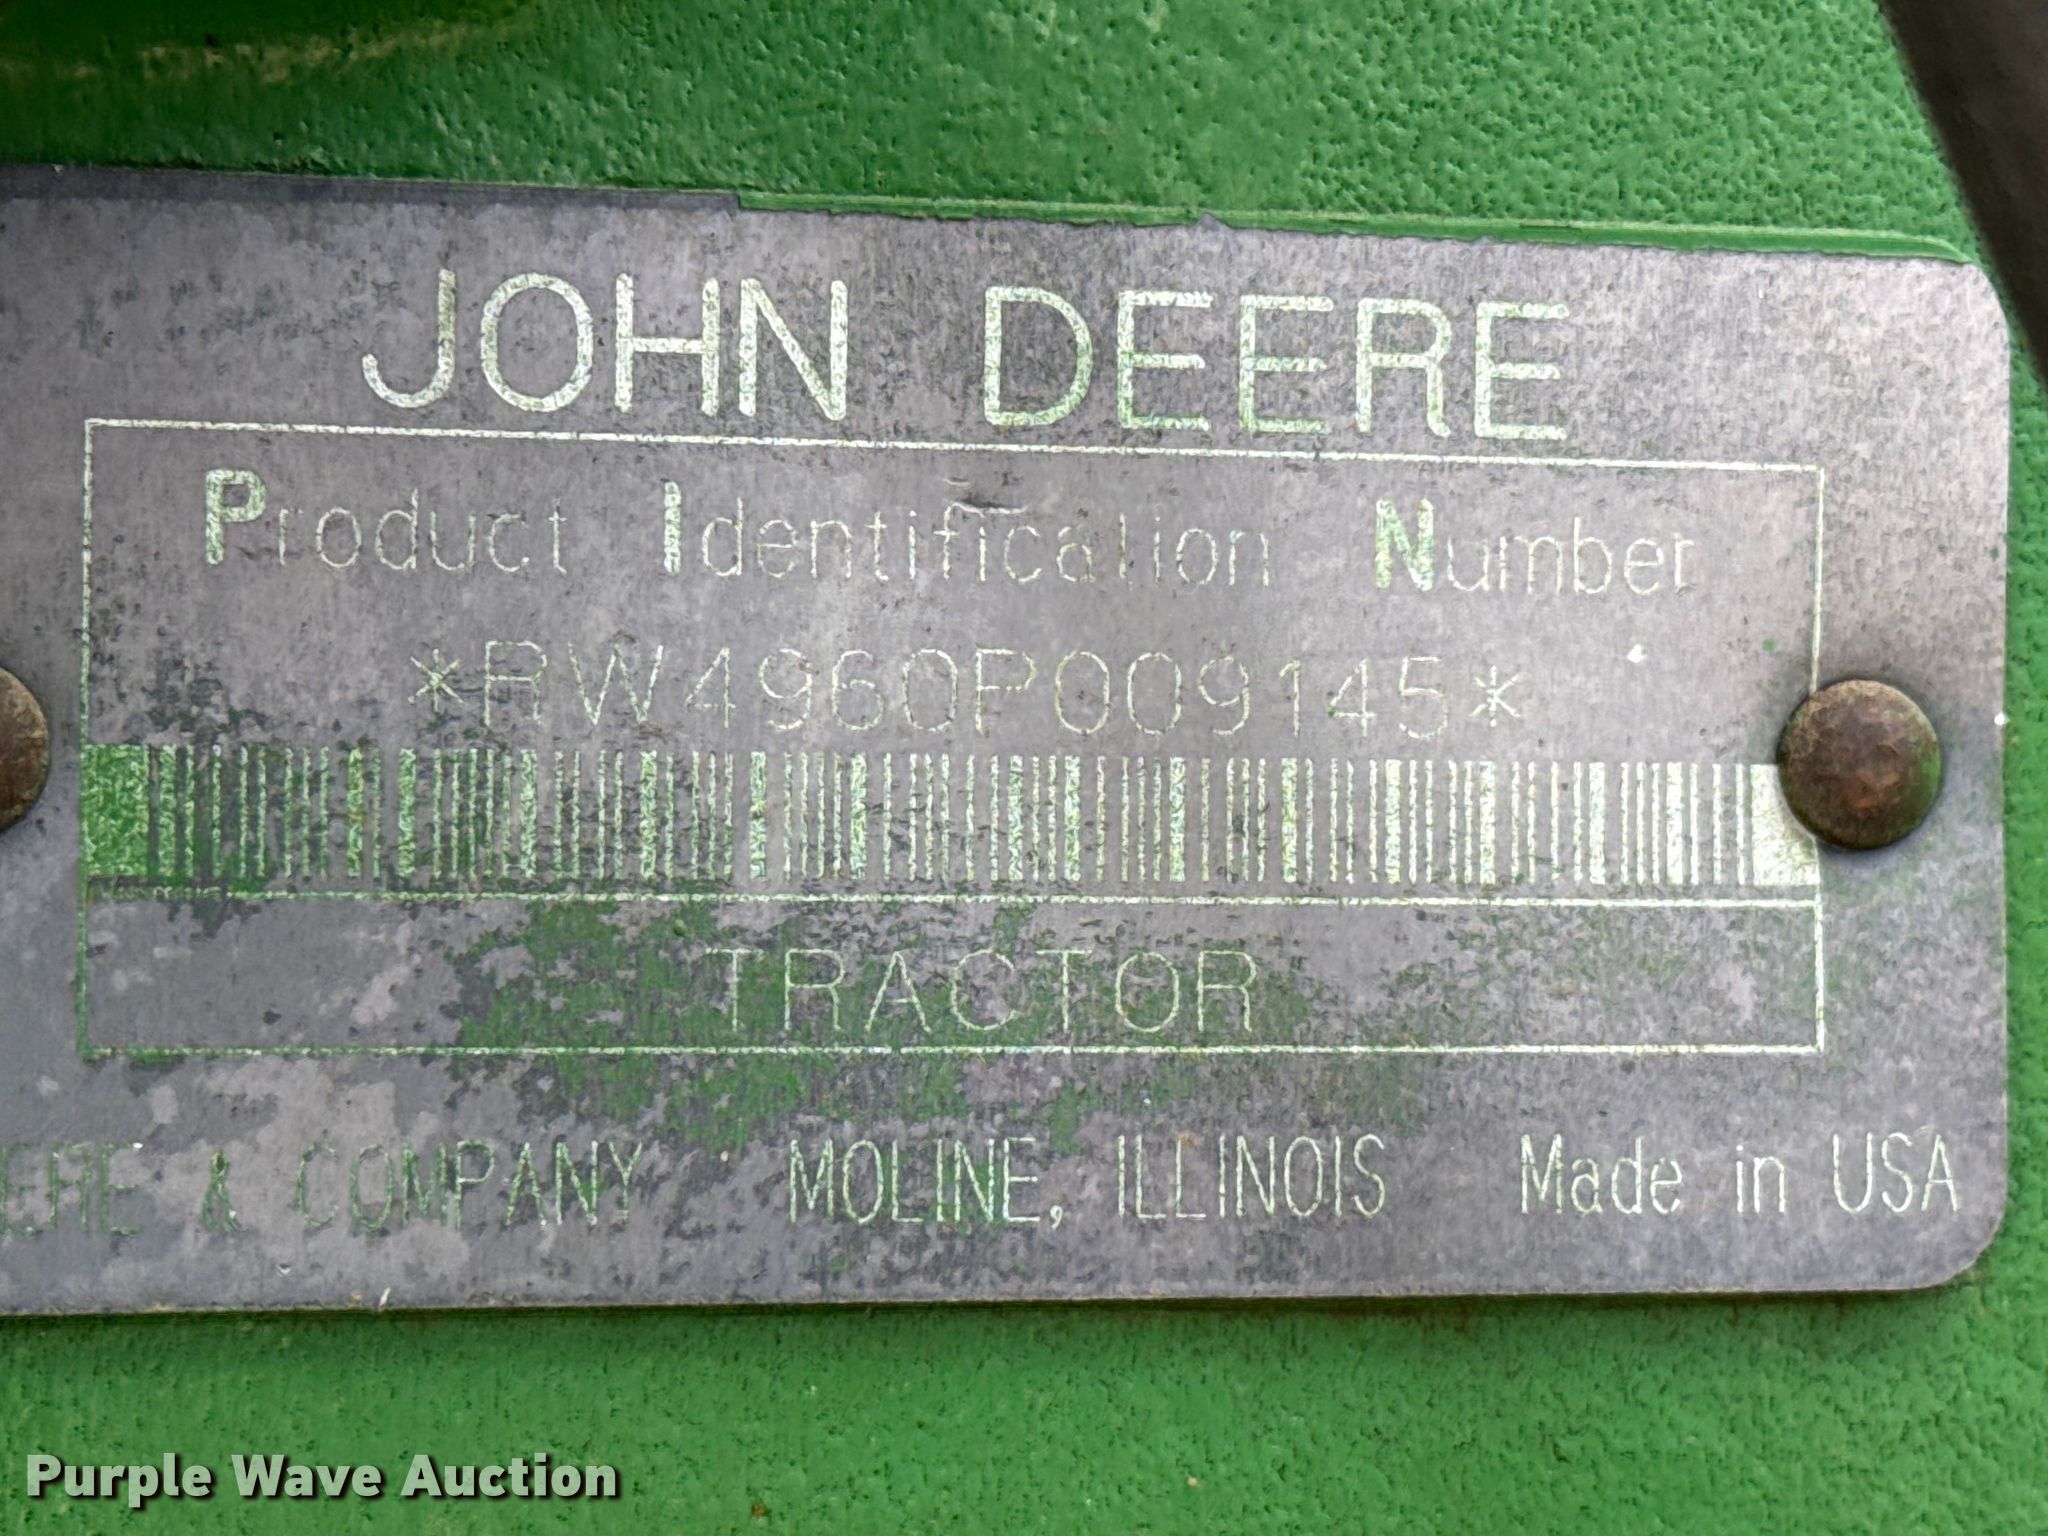 JOHN DEERE
Product Identification Number
*RW4960P009145*
TRACTOR
& COMPANY MOLINE, ILLINOIS Made in USA
Purple Wave Auction